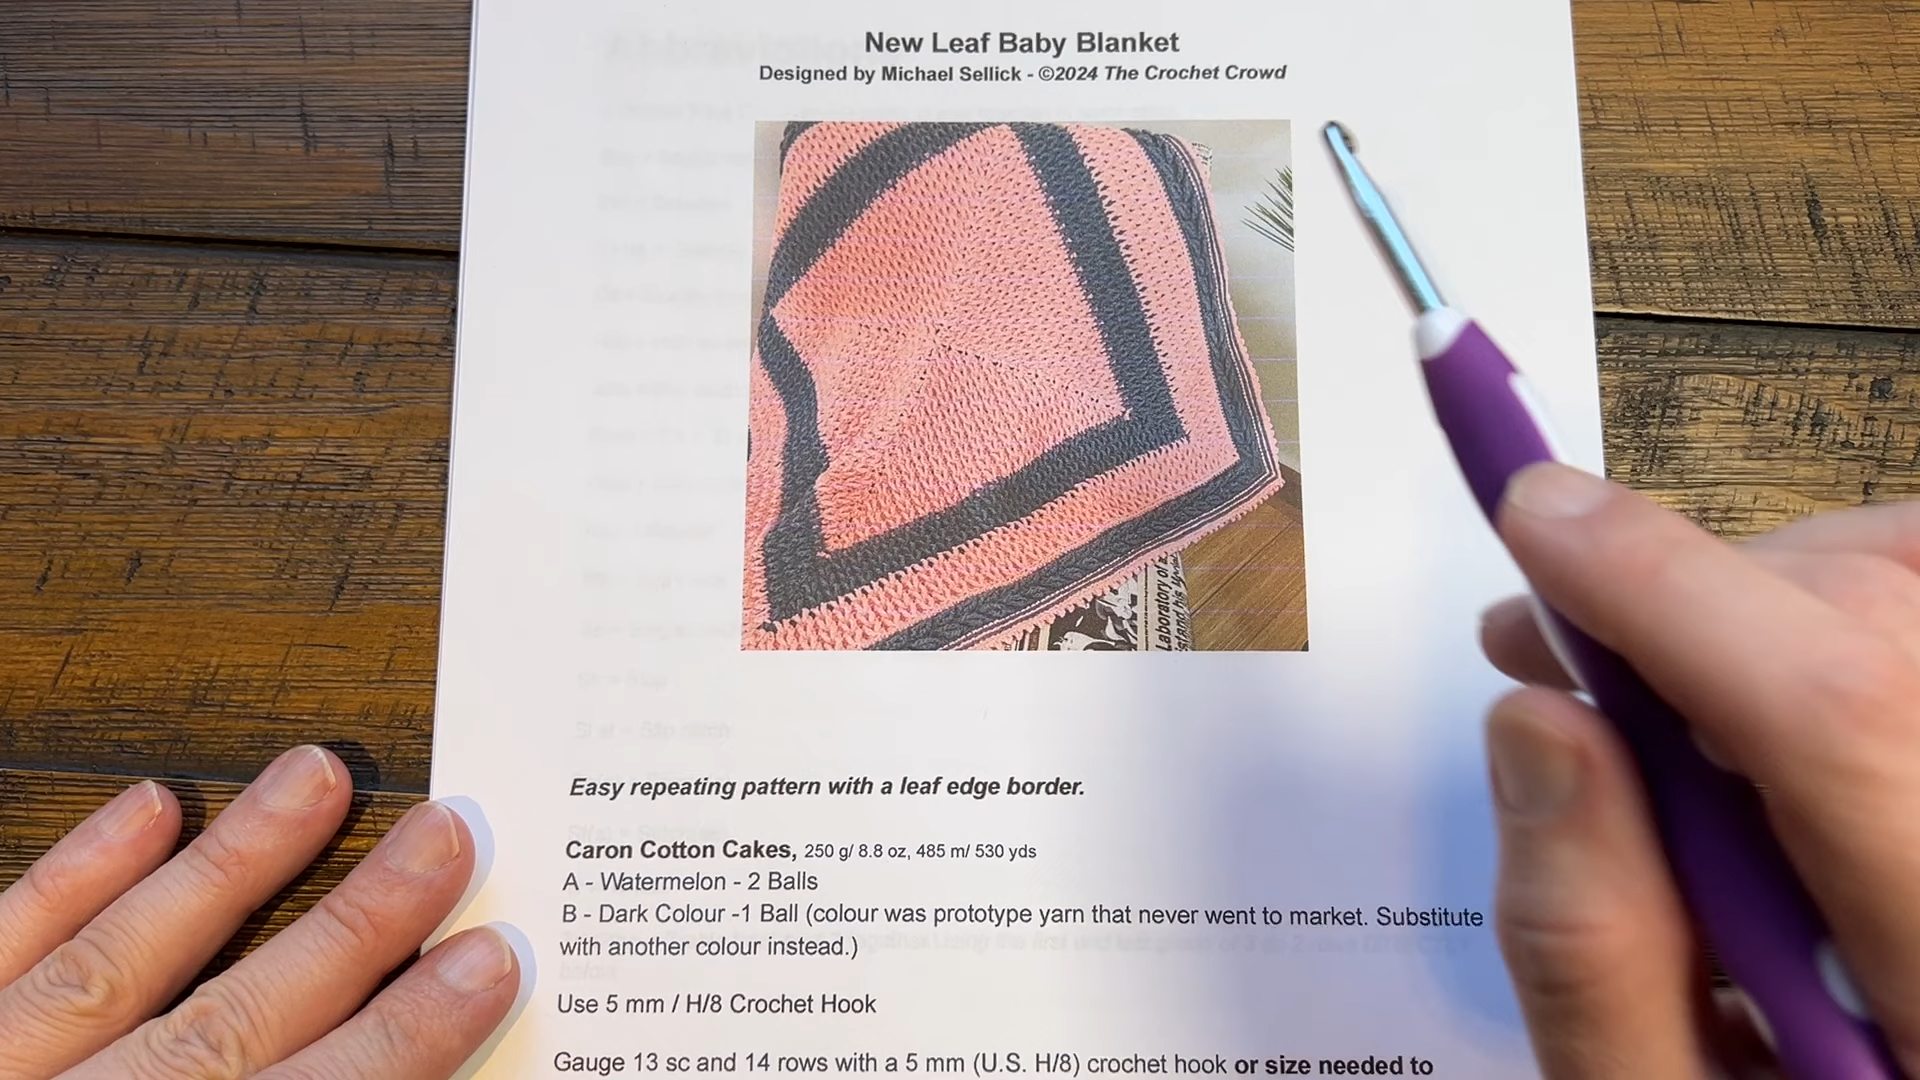 New Leaf Baby Blanket
Designed by Michael Sellick - ©2024 The Crochet Crowd
Laboratory of a
Easy repeating pattern with a leaf edge border.
Caron Cotton Cakes, 250 g/ 8.8 oz, 485 m/ 530 yds
A - Watermelon - 2 Balls
B - Dark Colour -1 Ball (colour was prototype yarn that never went to market. Substitute
with another colour instead.)
Use 5 mm / H/8 Crochet Hook
Gauge 13 sc and 14 rows with a 5 mm (U.S. H/8) crochet hook or size needed to